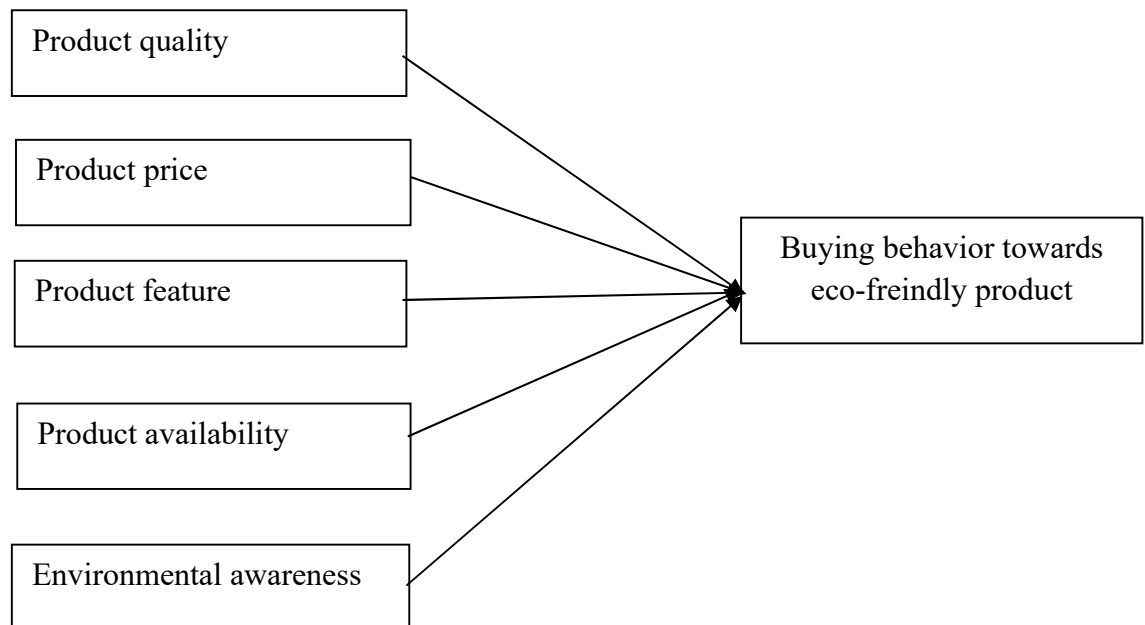 Product quality
Product price
Product feature
Buying behavior towards
eco-freindly product
Product availability
Environmental awareness